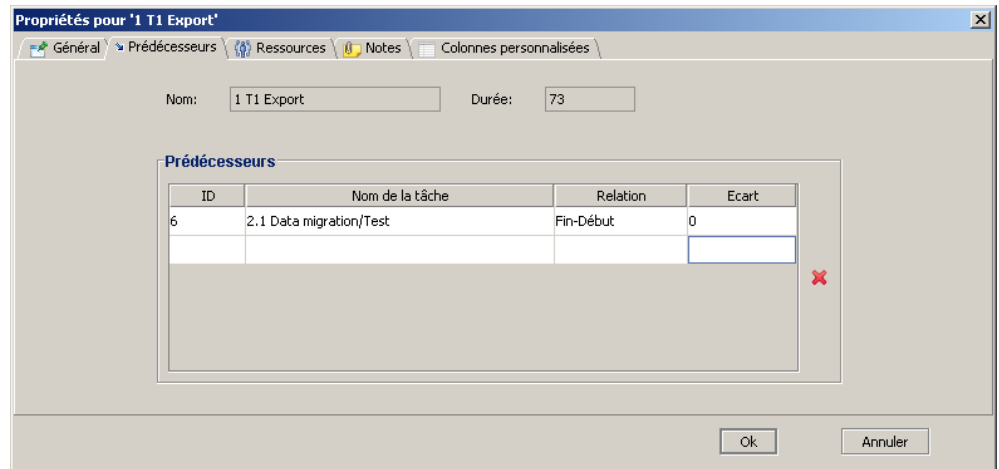 Propriétés pour '1 T1 Export'
Général Prédécesseurs Ressources Notes Colonnes personnalisées
Nom: 1 T1 Export Durée: 73
Prédécesseurs
ID Nom de la tâche Relation Ecart
6 2.1 Data migration/Test Fin-Début 0
Ok Annuler